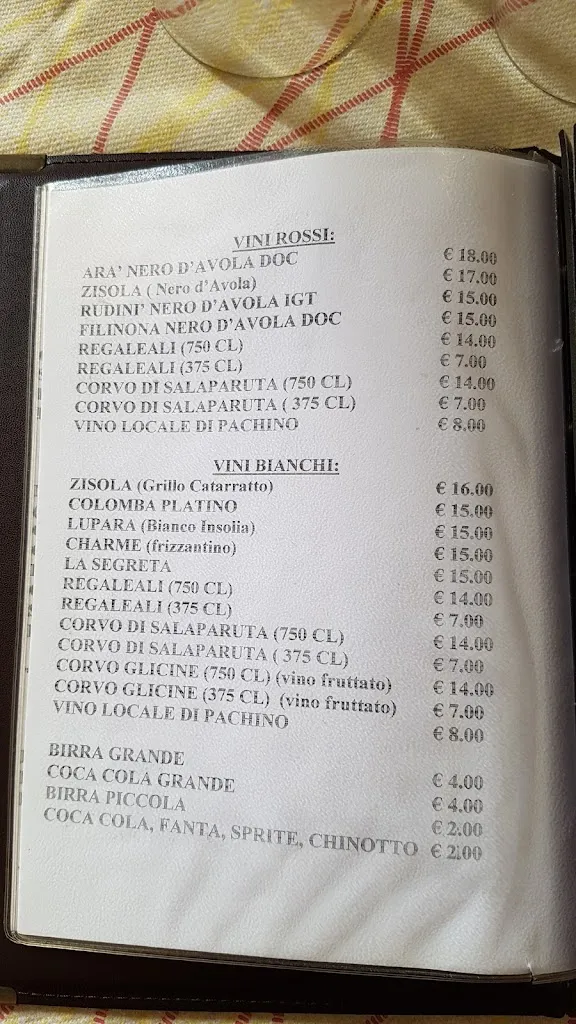 VINI ROSSI:
ARA' NERO D'AVOLA DOC € 18.00
ZISOLA ( Nero d'Avola) € 17.00
RUDINI' NERO D'AVOLA IGT € 15.00
FILINONA NERO D'AVOLA DOC € 15.00
REGALEALI (750 CL) € 14.00
REGALEALI (375 CL) € 7.00
CORVO DI SALAPARUTA (750 CL) € 14.00
CORVO DI SALAPARUTA ( 375 CL) € 7.00
VINO LOCALE DI PACHINO € 8.00
VINI BIANCHI:
ZISOLA (Grillo Catarratto) € 16.00
COLOMBA PLATINO € 15.00
LUPARA (Bianco Insolia) € 15.00
CHARME (frizzantino) € 15.00
LA SEGRETA € 15.00
REGALEALI (750 CL) € 14.00
REGALEALI (375 CL) € 7.00
CORVO DI SALAPARUTA (750 CL) € 14.00
CORVO DI SALAPARUTA ( 375 CL) € 7.00
CORVO GLICINE (750 CL) (vino fruttato) € 14.00
CORVO GLICINE (375 CL) (vino fruttato) € 7.00
VINO LOCALE DI PACHINO € 8.00
BIRRA GRANDE € 4.00
COCA COLA GRANDE € 4.00
BIRRA PICCOLA € 2.00
COCA COLA, FANTA, SPRITE, CHINOTTO € 2.00